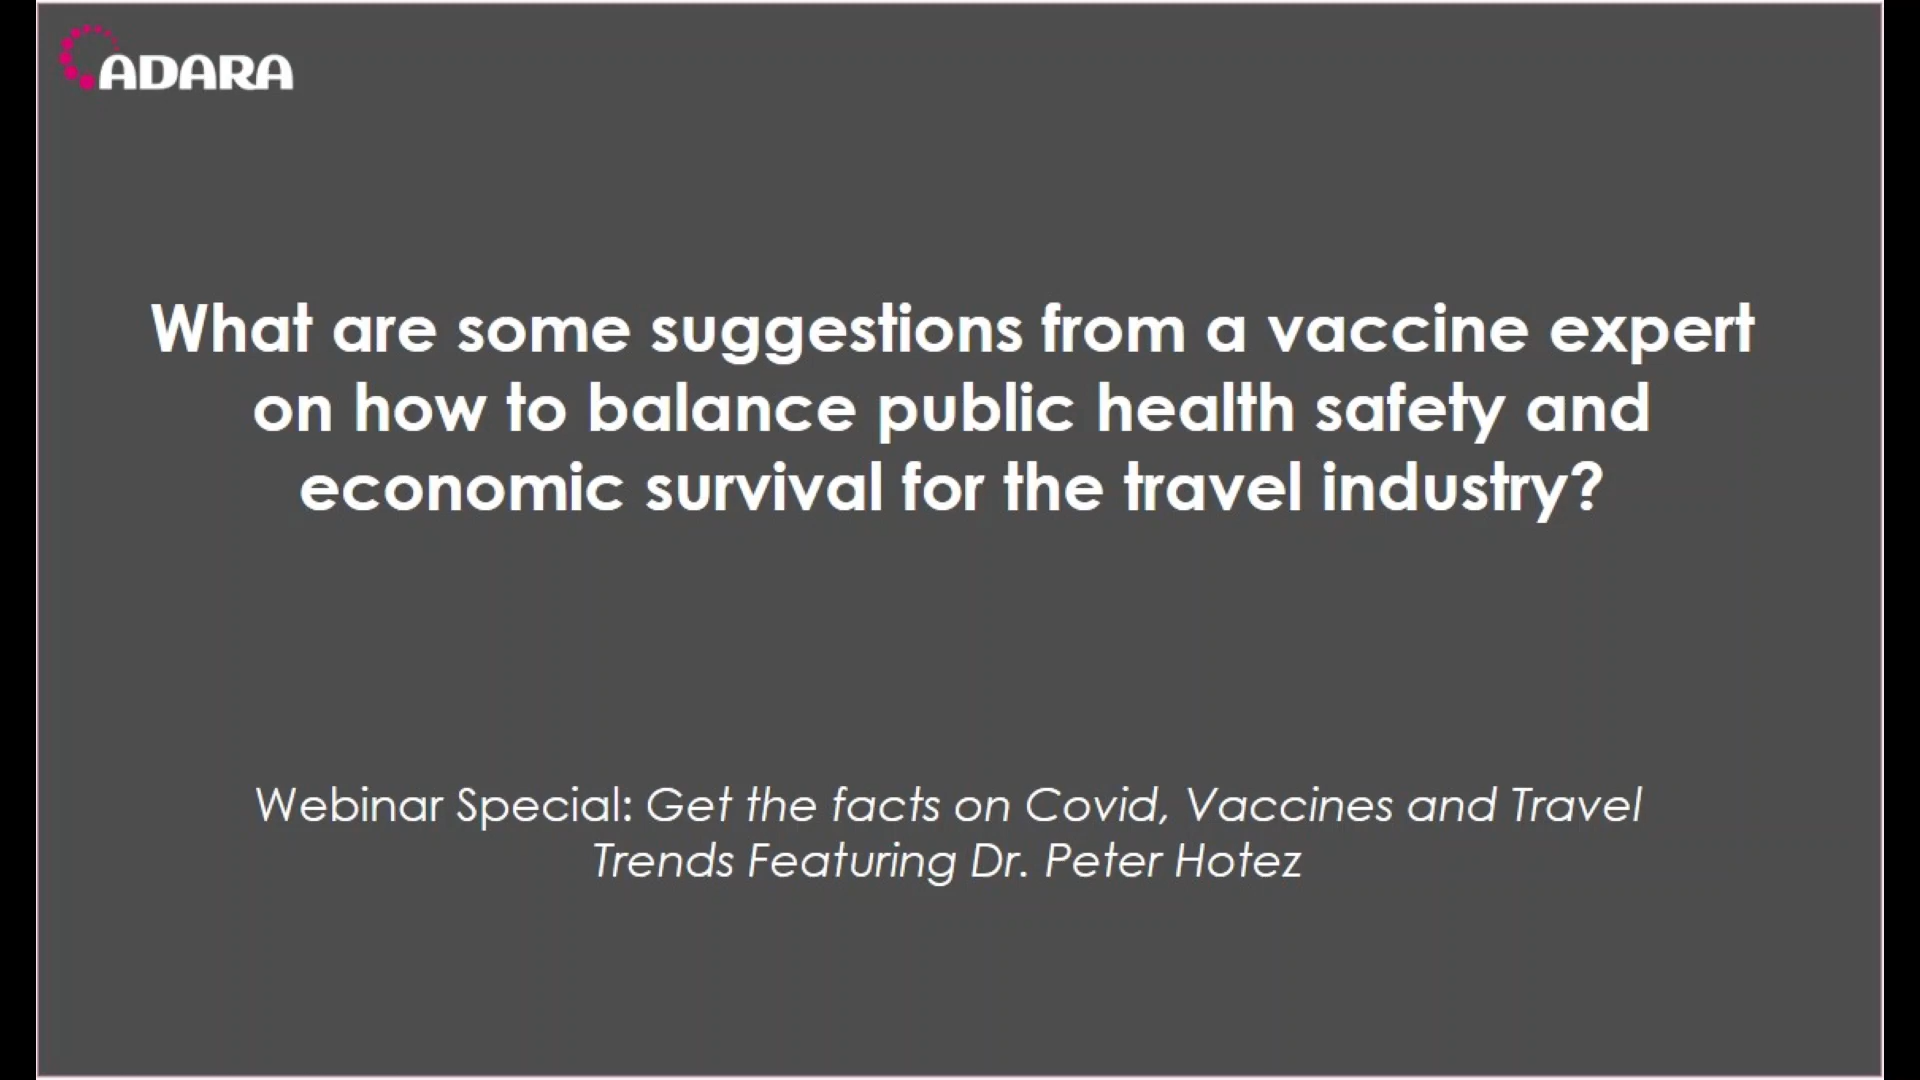 ADARA
What are some suggestions from a vaccine expert
on how to balance public health safety and
economic survival for the travel industry?
Webinar Special: Get the facts on Covid, Vaccines and Travel
Trends Featuring Dr. Peter Hotez